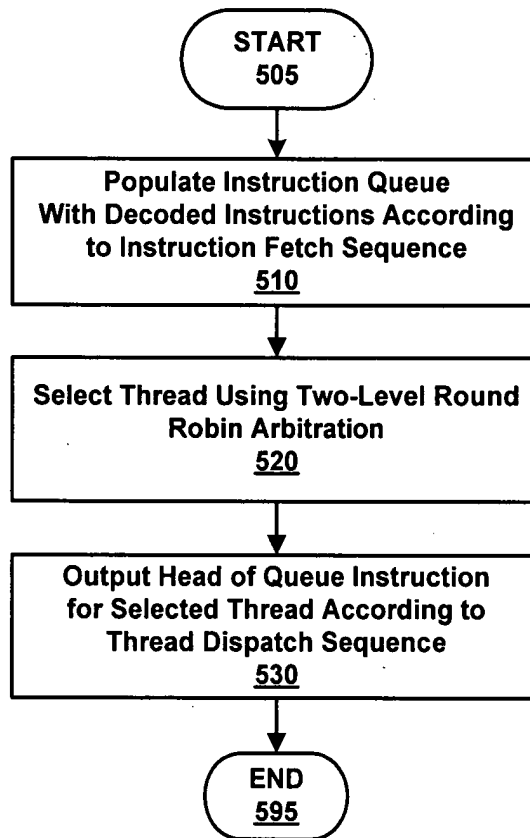 START
505
Populate Instruction Queue
With Decoded Instructions According
to Instruction Fetch Sequence
510
Select Thread Using Two-Level Round
Robin Arbitration
520
Output Head of Queue Instruction
for Selected Thread According to
Thread Dispatch Sequence
530
END
595